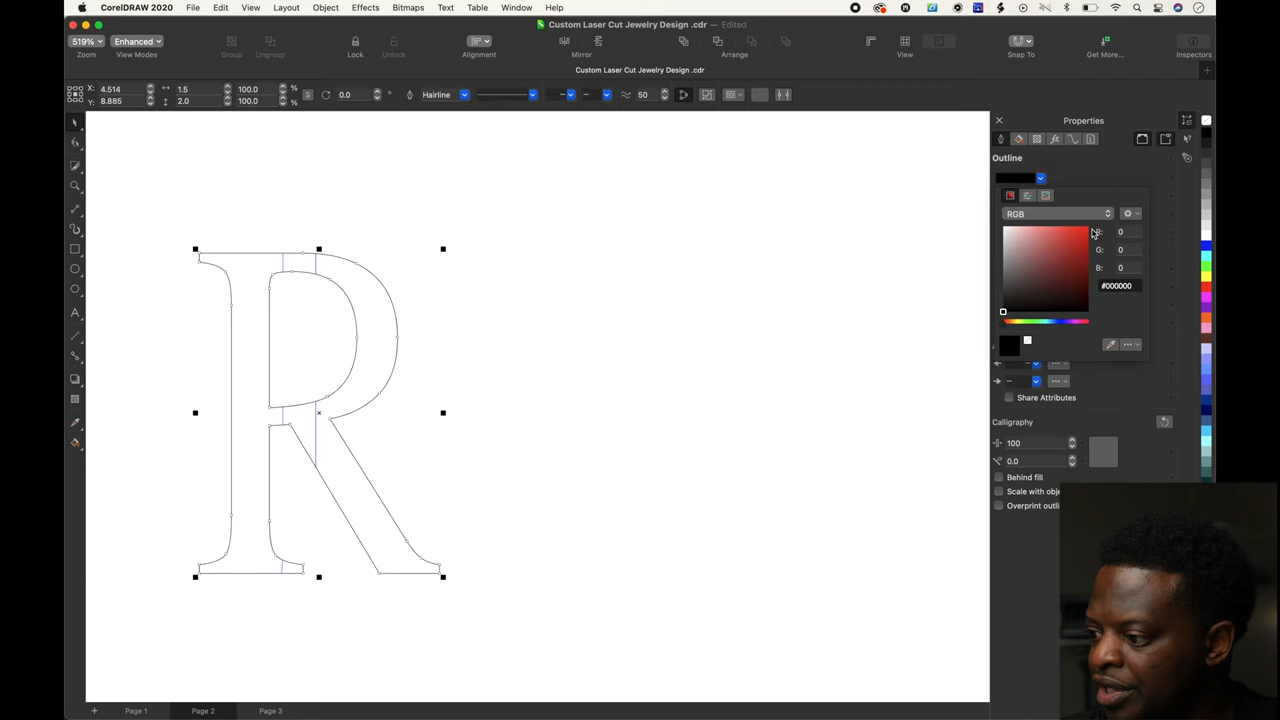 CorelDRAW 2020 File Edit View Layout Object Effects Bitmaps Text Table Window Help
Custom Laser Cut Jewelry Design .cdr — Edited
519% Enhanced
Zoom View Modes Group Ungroup Lock Unlock Alignment Mirror Arrange View Snap To Get More... Inspectors
Custom Laser Cut Jewelry Design .cdr
X: 4.514 1.5 100.0 %
Y: 8.885 2.0 100.0 %
0.0 ° Hairline 50
Properties
Outline
RGB
R: 0
G: 0
B: 0
#000000
Share Attributes
Calligraphy
100
0.0
Behind fill
Scale with obje
Overprint outli
R
Page 1 Page 2 Page 3